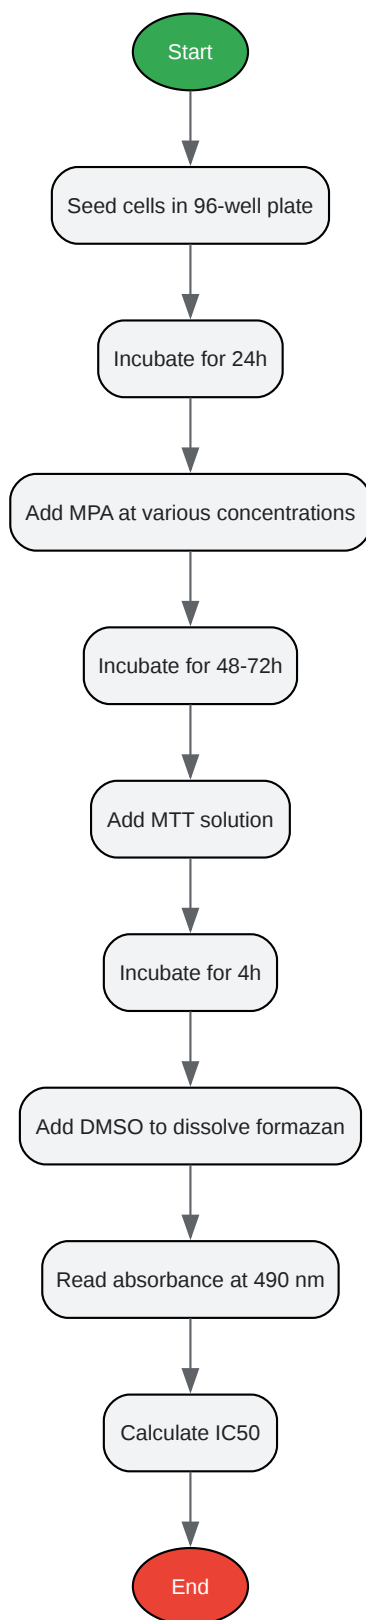 Start
Seed cells in 96-well plate
Incubate for 24h
Add MPA at various concentrations
Incubate for 48-72h
Add MTT solution
Incubate for 4h
Add DMSO to dissolve formazan
Read absorbance at 490 nm
Calculate IC50
End